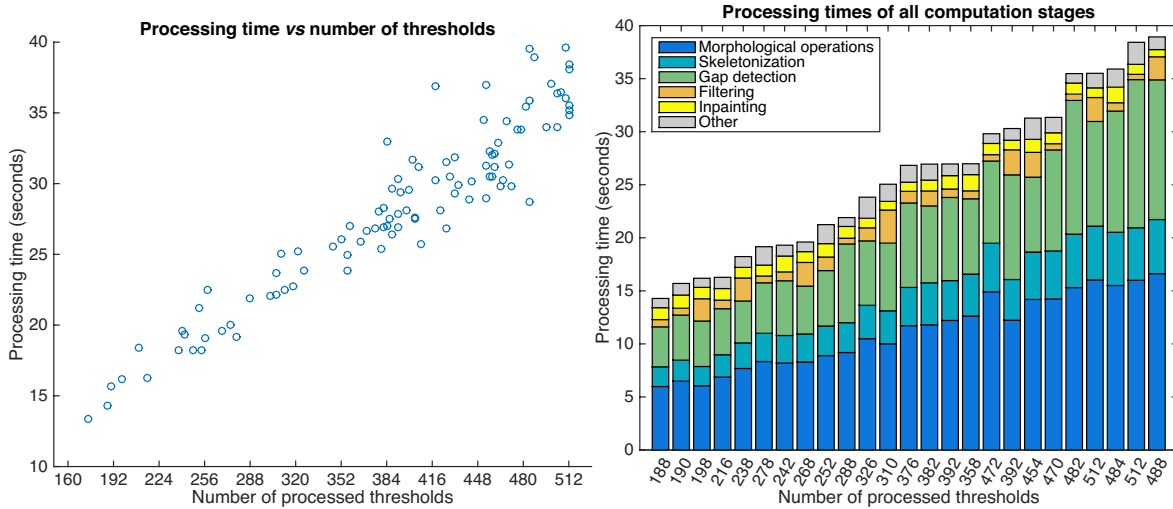 Processing time vs number of thresholds
40
35
30
25
20
15
10
Processing time (seconds)
160 192 224 256 288 320 352 384 416 448 480 512
Number of processed thresholds
Processing times of all computation stages
Morphological operations
Skeletonization
Gap detection
Filtering
Inpainting
Other
40
35
30
25
20
15
10
5
0
Processing time (seconds)
188 190 198 216 238 278 242 268 252 288 326 310 376 382 392 358 472 392 454 470 482 512 484 512 488
Number of processed thresholds